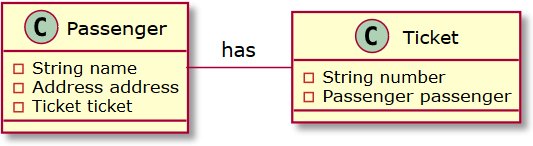 C Passenger
String name
Address address
Ticket ticket
has
C Ticket
String number
Passenger passenger